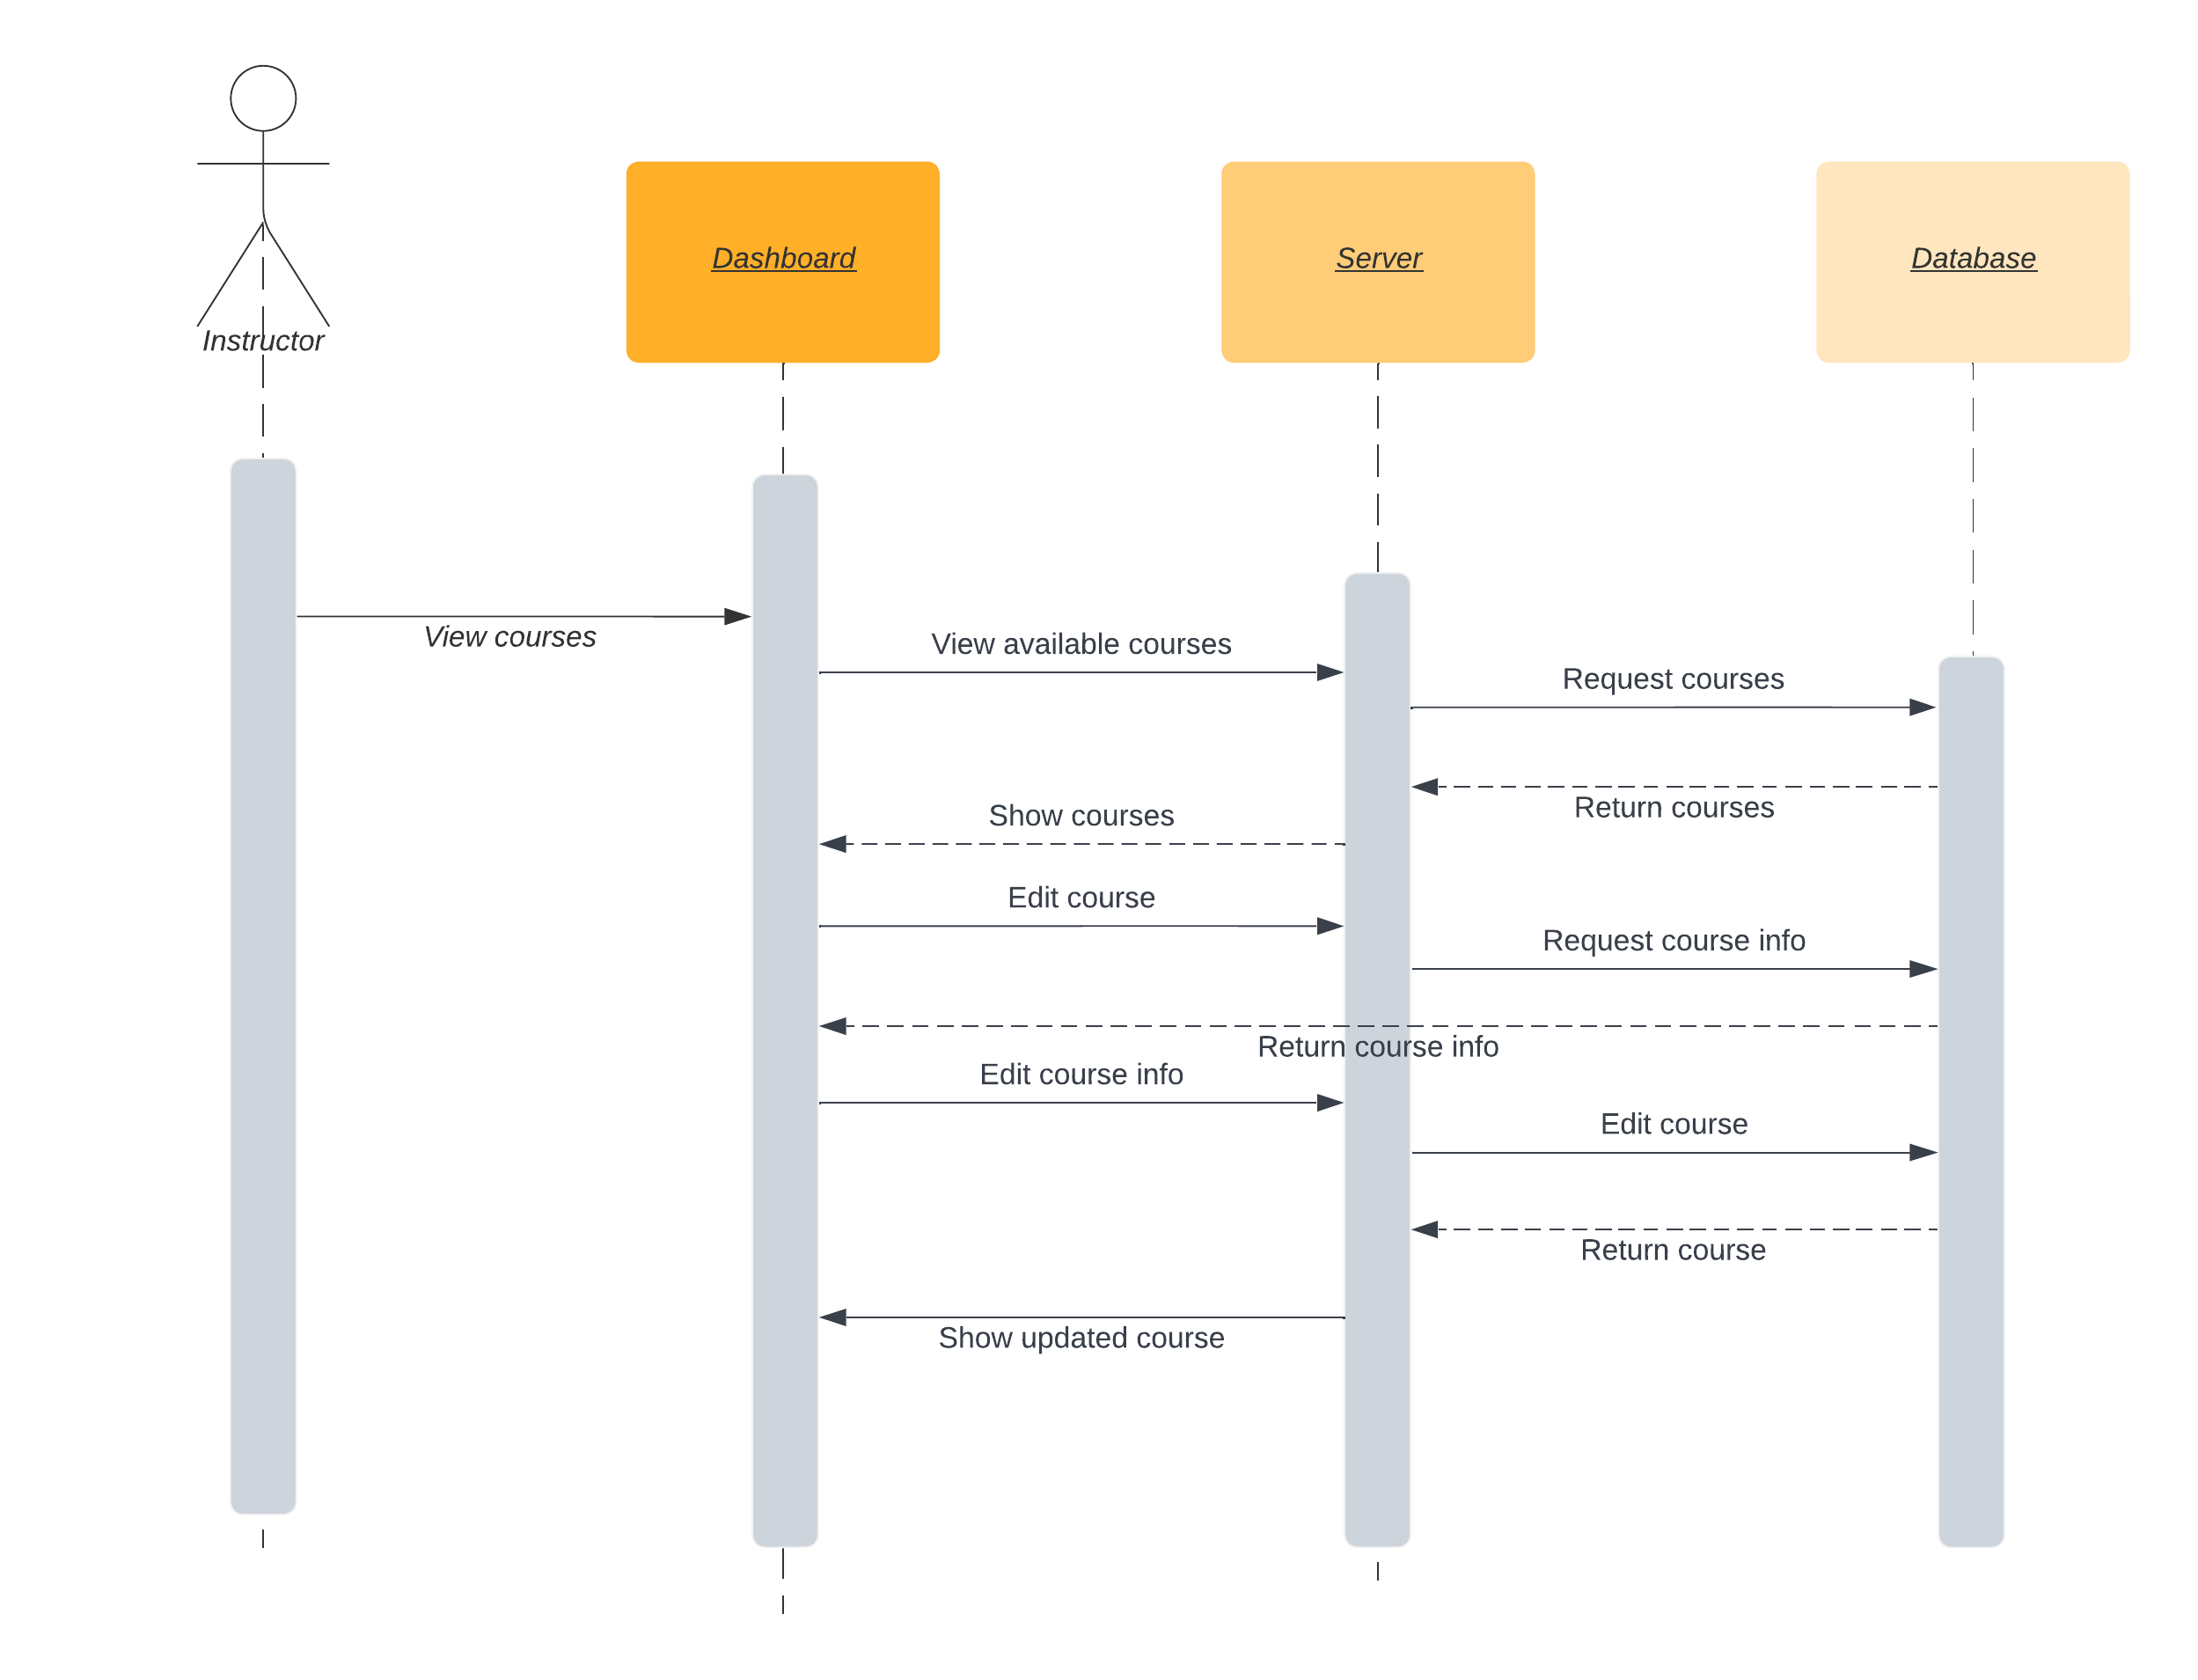 Dashboard
Server
Database
Instructor
View courses
View available courses
Request courses
Return courses
Show courses
Edit course
Request course info
Return course info
Edit course info
Edit course
Return course
Show updated course